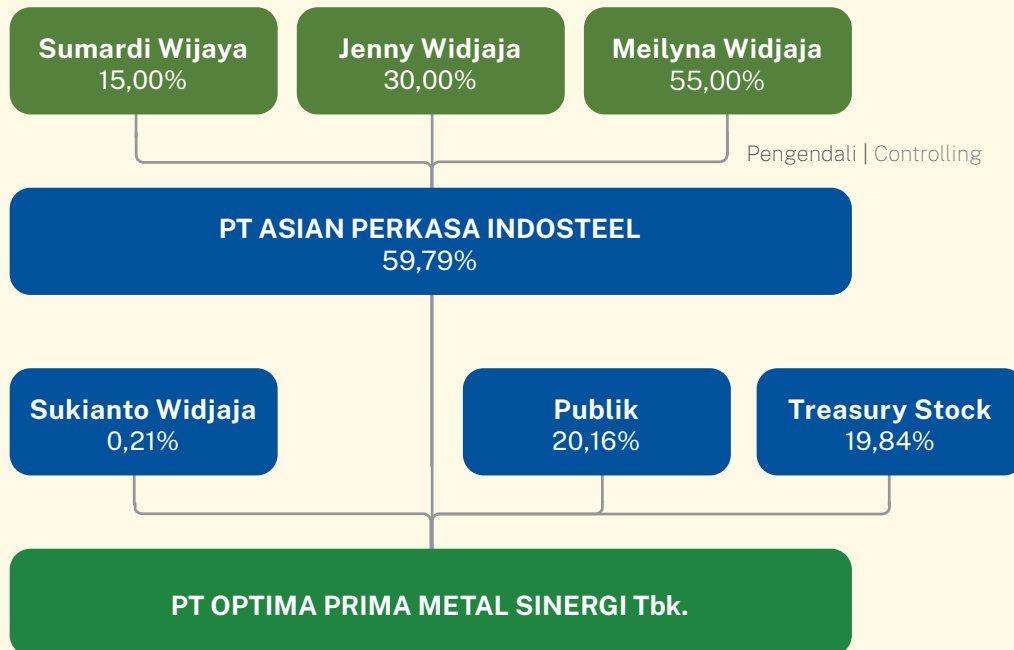 Sumardi Wijaya
15,00%
Jenny Widjaja
30,00%
Meilyna Widjaja
55,00%
Pengendali | Controlling
PT ASIAN PERKASA INDOSTEEL
59,79%
Sukianto Widjaja
0,21%
Publik
20,16%
Treasury Stock
19,84%
PT OPTIMA PRIMA METAL SINERGI Tbk.